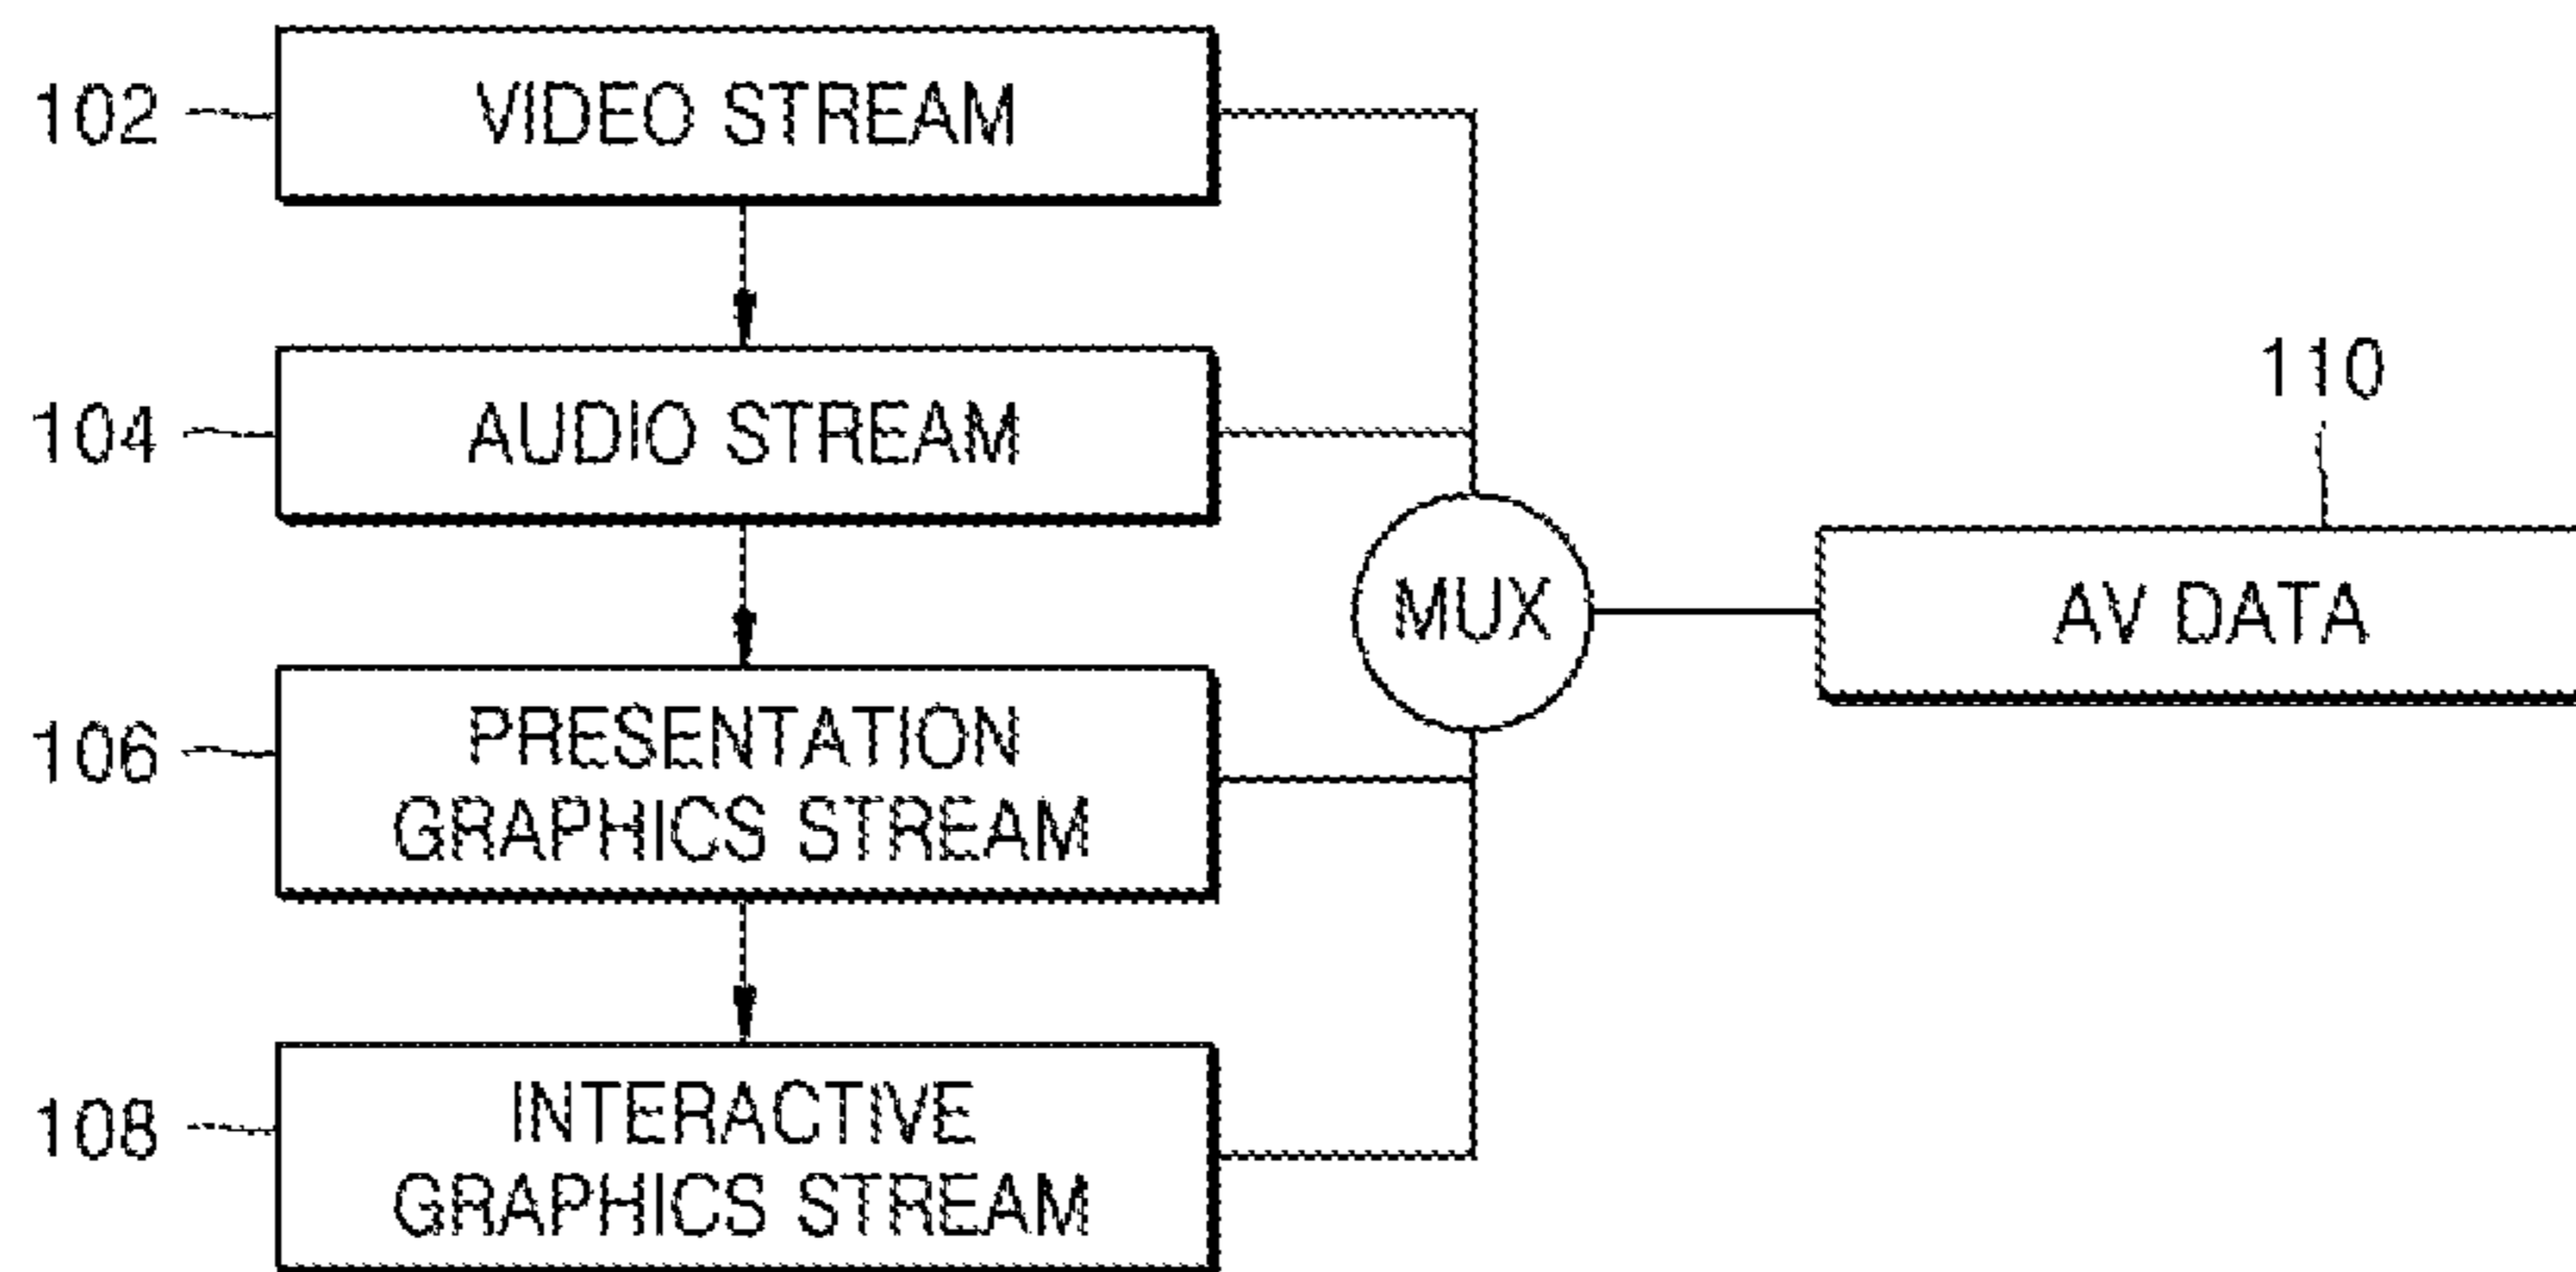 102
VIDEO STREAM
104
AUDIO STREAM
110
MUX
AV DATA
106
PRESENTATION
GRAPHICS STREAM
108
INTERACTIVE
GRAPHICS STREAM